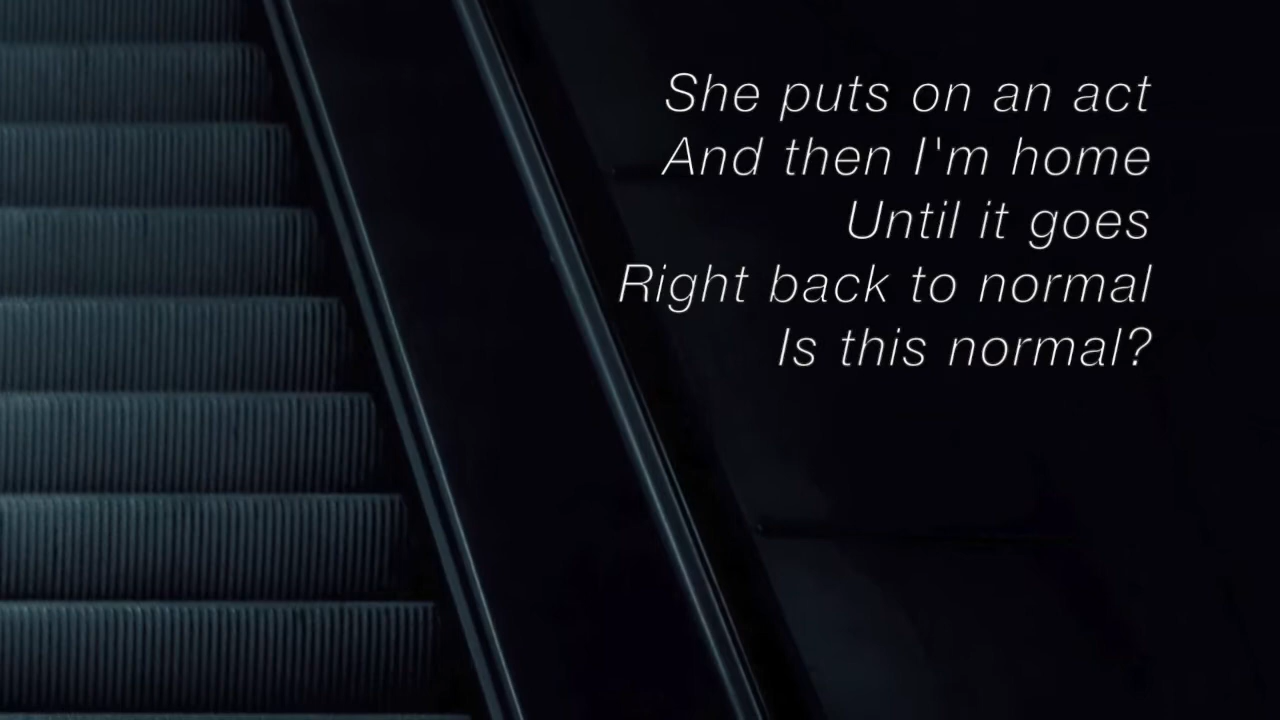 She puts on an act
And then I'm home
Until it goes
Right back to normal
Is this normal?